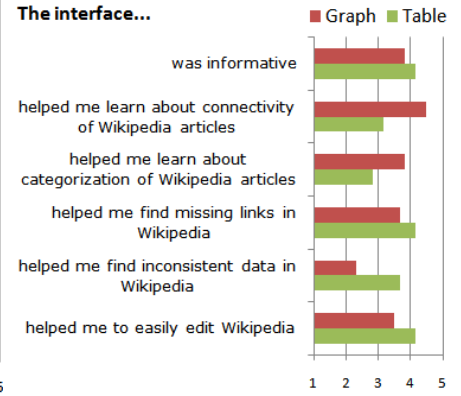 The interface...
Graph Table
was informative
helped me learn about connectivity
of Wikipedia articles
helped me learn about
categorization of Wikipedia articles
helped me find missing links in
Wikipedia
helped me find inconsistent data in
Wikipedia
helped me to easily edit Wikipedia
1 2 3 4 5